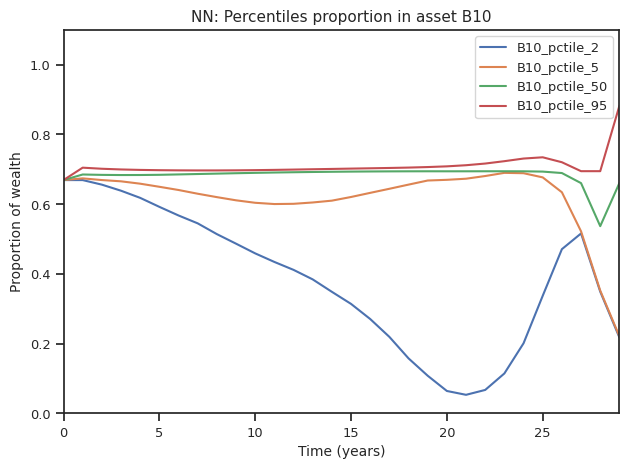 NN: Percentiles proportion in asset B10
B10_pctile_2
B10_pctile_5
B10_pctile_50
B10_pctile_95
Proportion of wealth
1.0
0.8
0.6
0.4
0.2
0.0
0 5 10 15 20 25
Time (years)